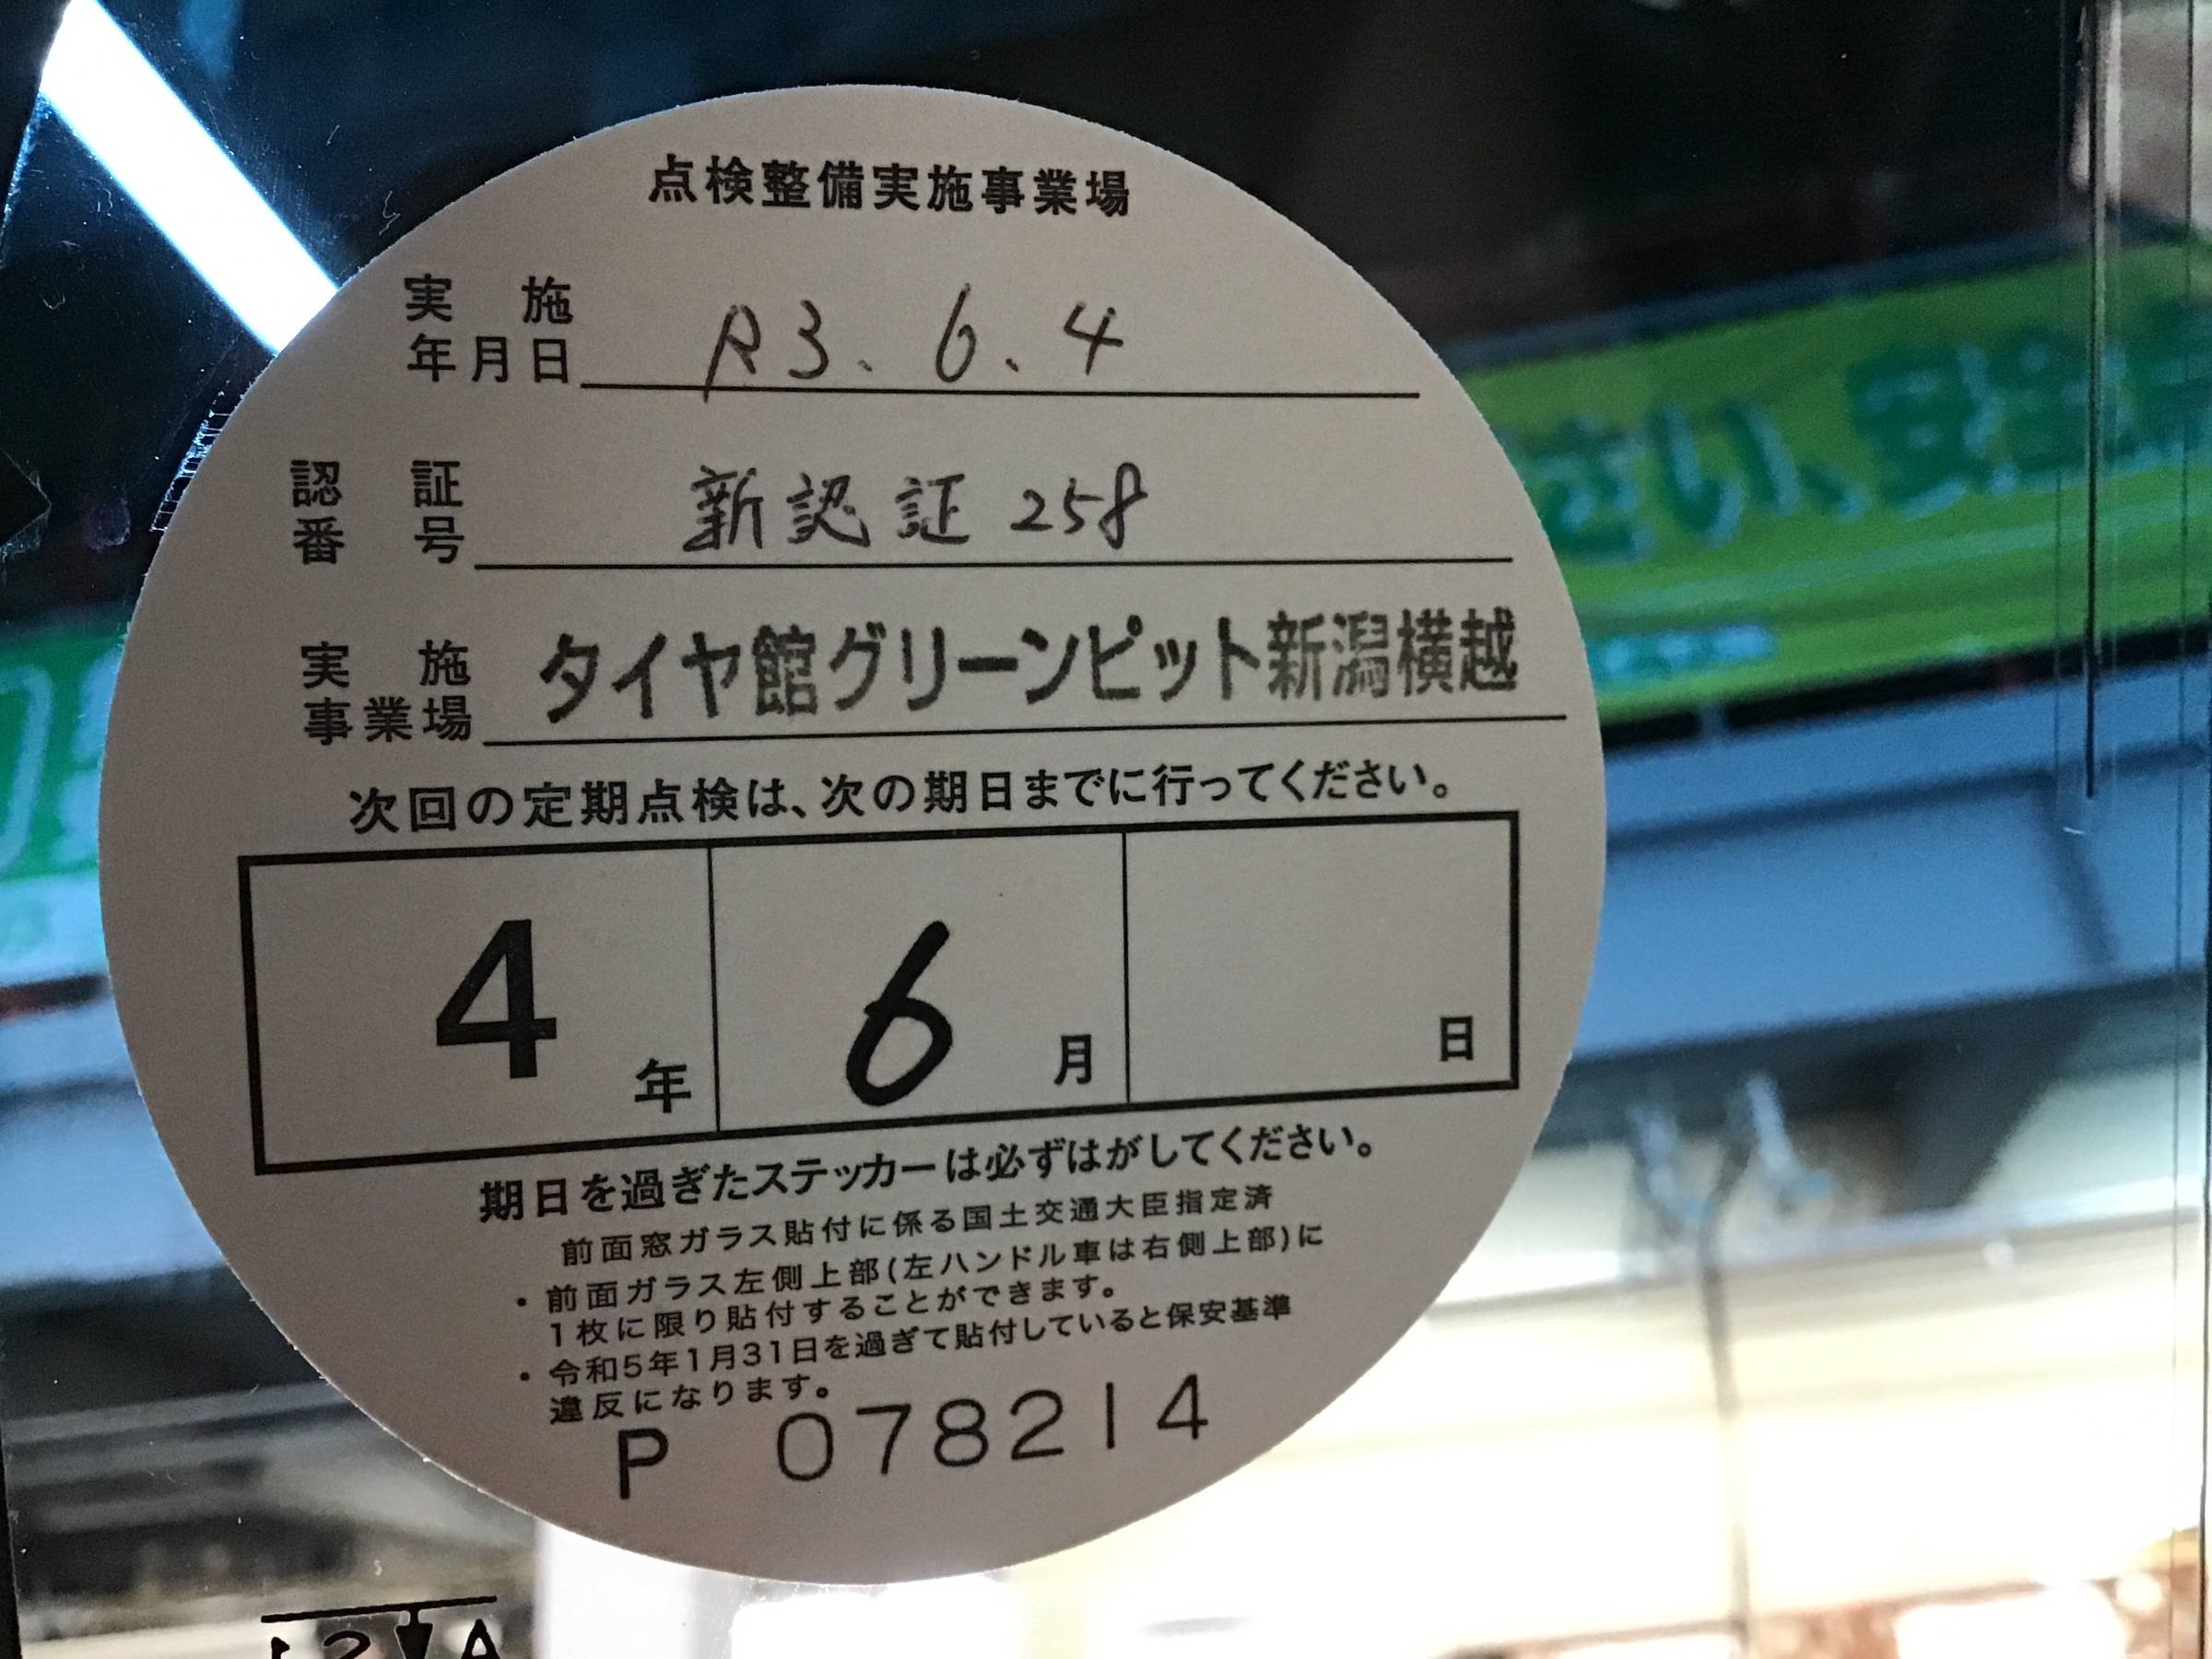 点検整備実施事業場
実施
年月日 R3.6.4
認証
番号 新認証258
実施
事業場 タイヤ館グリーンピット新潟横越
次回の定期点検は、次の期日までに行ってください。
4年 6月 日
期日を過ぎたステッカーは必ずはがしてください。
前面窓ガラス貼付に係る国土交通大臣指定済
・前面ガラス左側上部(左ハンドル車は右側上部)に
1枚に限り貼付することができます。
・令和5年1月31日を過ぎて貼付していると保安基準
違反になります。
P 078214
さい、